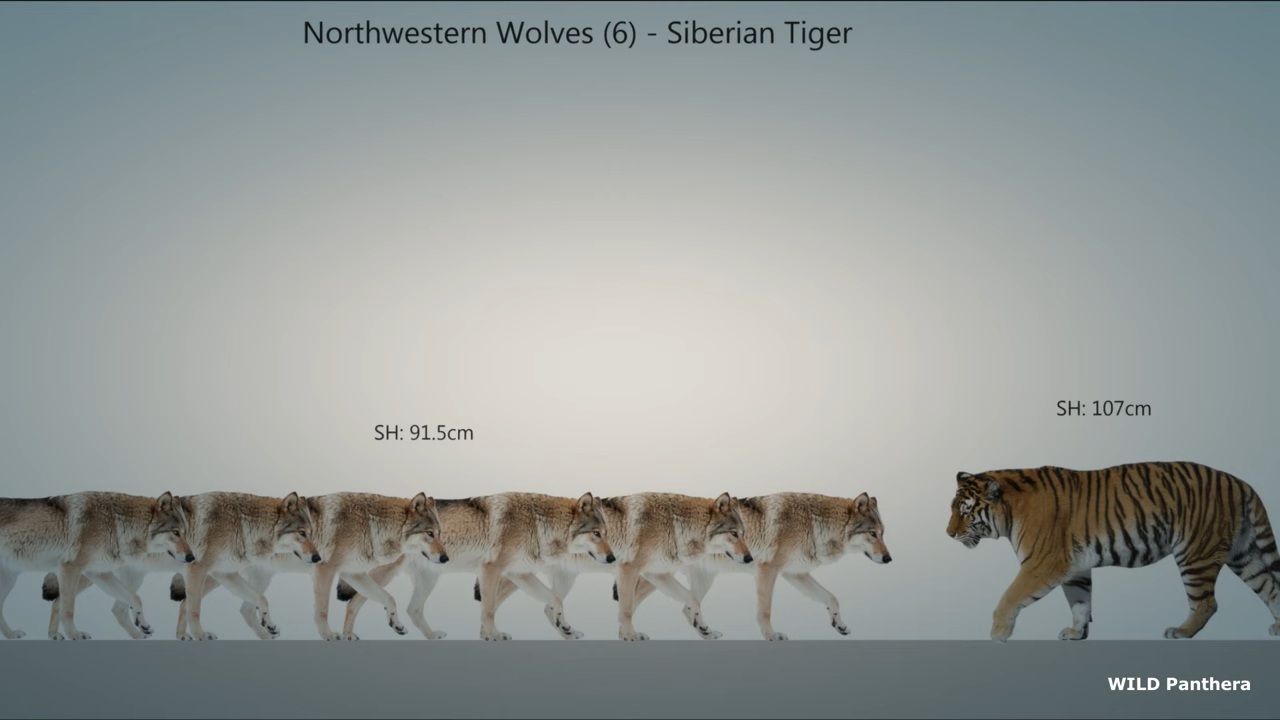 Northwestern Wolves (6) - Siberian Tiger
SH: 107cm
SH: 91.5cm
WILD Panthera